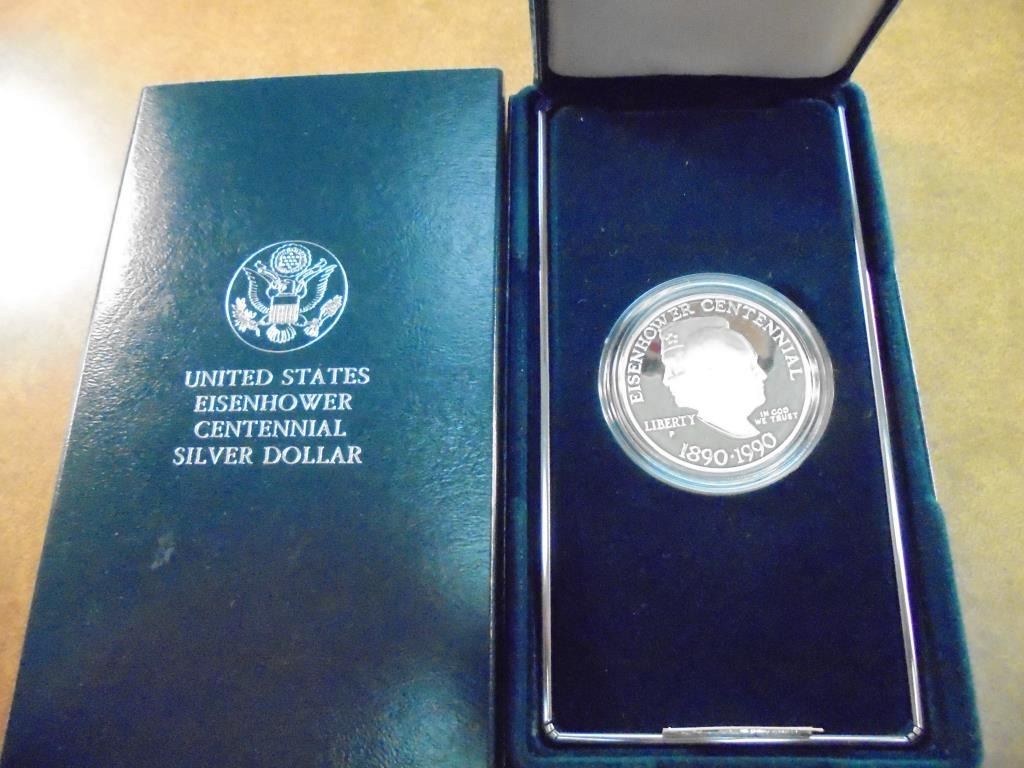 UNITED STATES
EISENHOWER
CENTENNIAL
SILVER DOLLAR
EISENHOWER CENTENNIAL
LIBERTY
IN GOD
WE TRUST
P
1890·1990